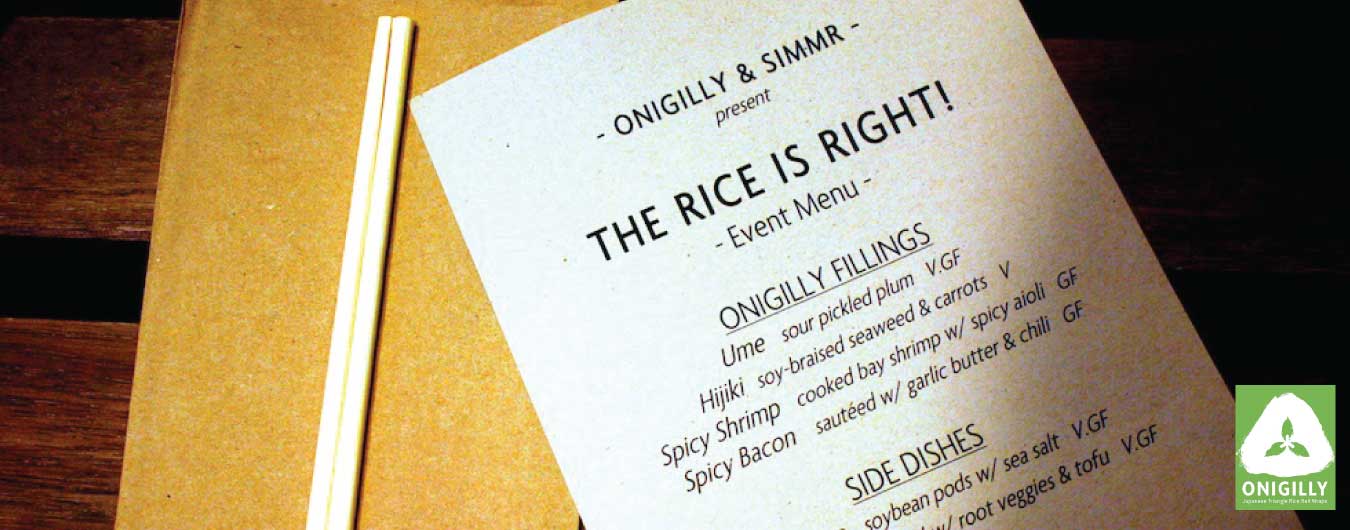 - ONIGILLY & SIMMR -
present
THE RICE IS RIGHT!
- Event Menu -
ONIGILLY FILLINGS
Ume sour pickled plum V.GF
Hijiki soy-braised seaweed & carrots V
Spicy Shrimp cooked bay shrimp w/ spicy aioli GF
Spicy Bacon sautéed w/ garlic butter & chili GF
SIDE DISHES
soybean pods w/ sea salt V.GF
w/ root veggies & tofu V.GF
ONIGILLY
Japanese Triangle Rice Ball Wraps